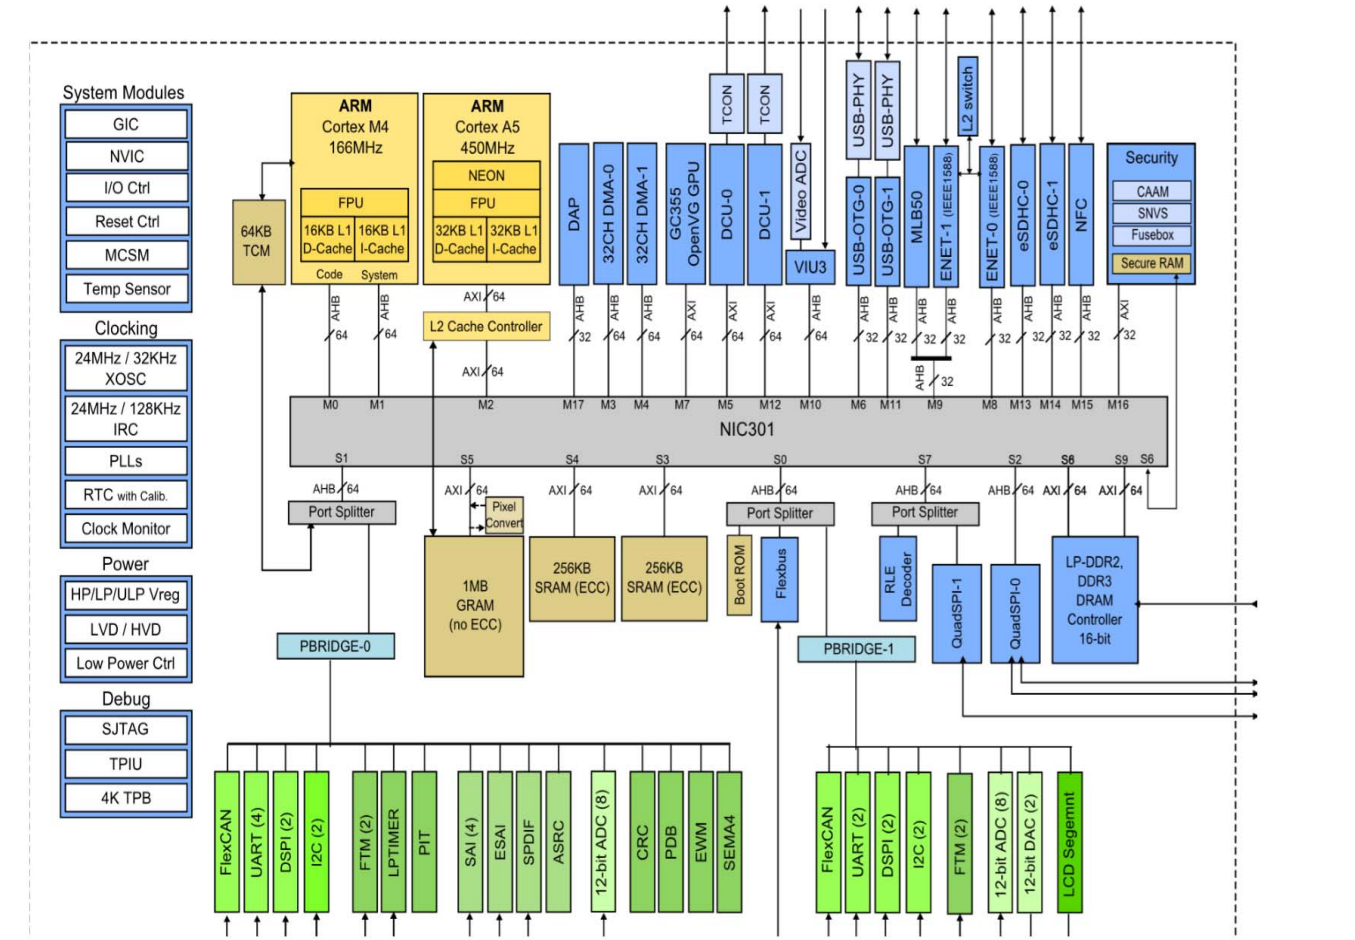 System Modules
GIC
NVIC
I/O Ctrl
Reset Ctrl
MCSM
Temp Sensor
Clocking
24MHz / 32KHz
XOSC
24MHz / 128KHz
IRC
PLLs
RTC with Calib.
Clock Monitor
Power
HP/LP/ULP Vreg
LVD / HVD
Low Power Ctrl
Debug
SJTAG
TPIU
4K TPB
64KB
TCM
ARM
Cortex M4
166MHz
FPU
16KB L1
D-Cache
16KB L1
I-Cache
Code
System
ARM
Cortex A5
450MHz
NEON
FPU
32KB L1
D-Cache
32KB L1
I-Cache
AXI
64
L2 Cache Controller
DAP
32CH DMA-0
32CH DMA-1
GC355
OpenVG GPU
TCON
DCU-0
TCON
DCU-1
Video ADC
VIU3
USB-PHY
USB-OTG-0
USB-PHY
USB-OTG-1
MLB50
ENET-1 (IEEE1588)
L2 switch
ENET-0 (IEEE1588)
eSDHC-0
eSDHC-1
NFC
Security
CAAM
SNVS
Fusebox
Secure RAM
AHB
64
AHB
64
AXI
64
AHB
32
AHB
64
AHB
64
AXI
64
AXI
64
AXI
64
AHB
64
AHB
32
AHB
32
AHB
32
AHB
32
AHB
32
AHB
32
AHB
32
AHB
32
AHB
32
AXI
32
M0
M1
M2
M17
M3
M4
M7
M5
M12
M10
M6
M11
M9
M8
M13
M14
M15
M16
NIC301
S1
S5
S4
S3
S0
S7
S2
S8
S9
S6
AHB
64
AXI
64
AXI
64
AXI
64
AHB
64
AHB
64
AHB
64
AXI
64
AXI
64
Port Splitter
Pixel
Convert
Port Splitter
Port Splitter
1MB
GRAM
(no ECC)
256KB
SRAM (ECC)
256KB
SRAM (ECC)
Boot ROM
Flexbus
RLE
Decoder
QuadSPI-1
QuadSPI-0
LP-DDR2,
DDR3
DRAM
Controller
16-bit
PBRIDGE-0
PBRIDGE-1
FlexCAN
UART (4)
DSPI (2)
I2C (2)
FTM (2)
LPTIMER
PIT
SAI (4)
ESAI
SPDIF
ASRC
12-bit ADC (8)
CRC
PDB
EWM
SEMA4
FlexCAN
UART (2)
DSPI (2)
I2C (2)
FTM (2)
12-bit ADC (8)
12-bit DAC (2)
LCD Segemnt